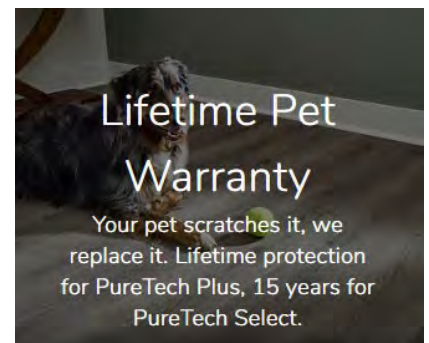 Lifetime Pet
Warranty
Your pet scratches it, we
replace it. Lifetime protection
for PureTech Plus, 15 years for
PureTech Select.